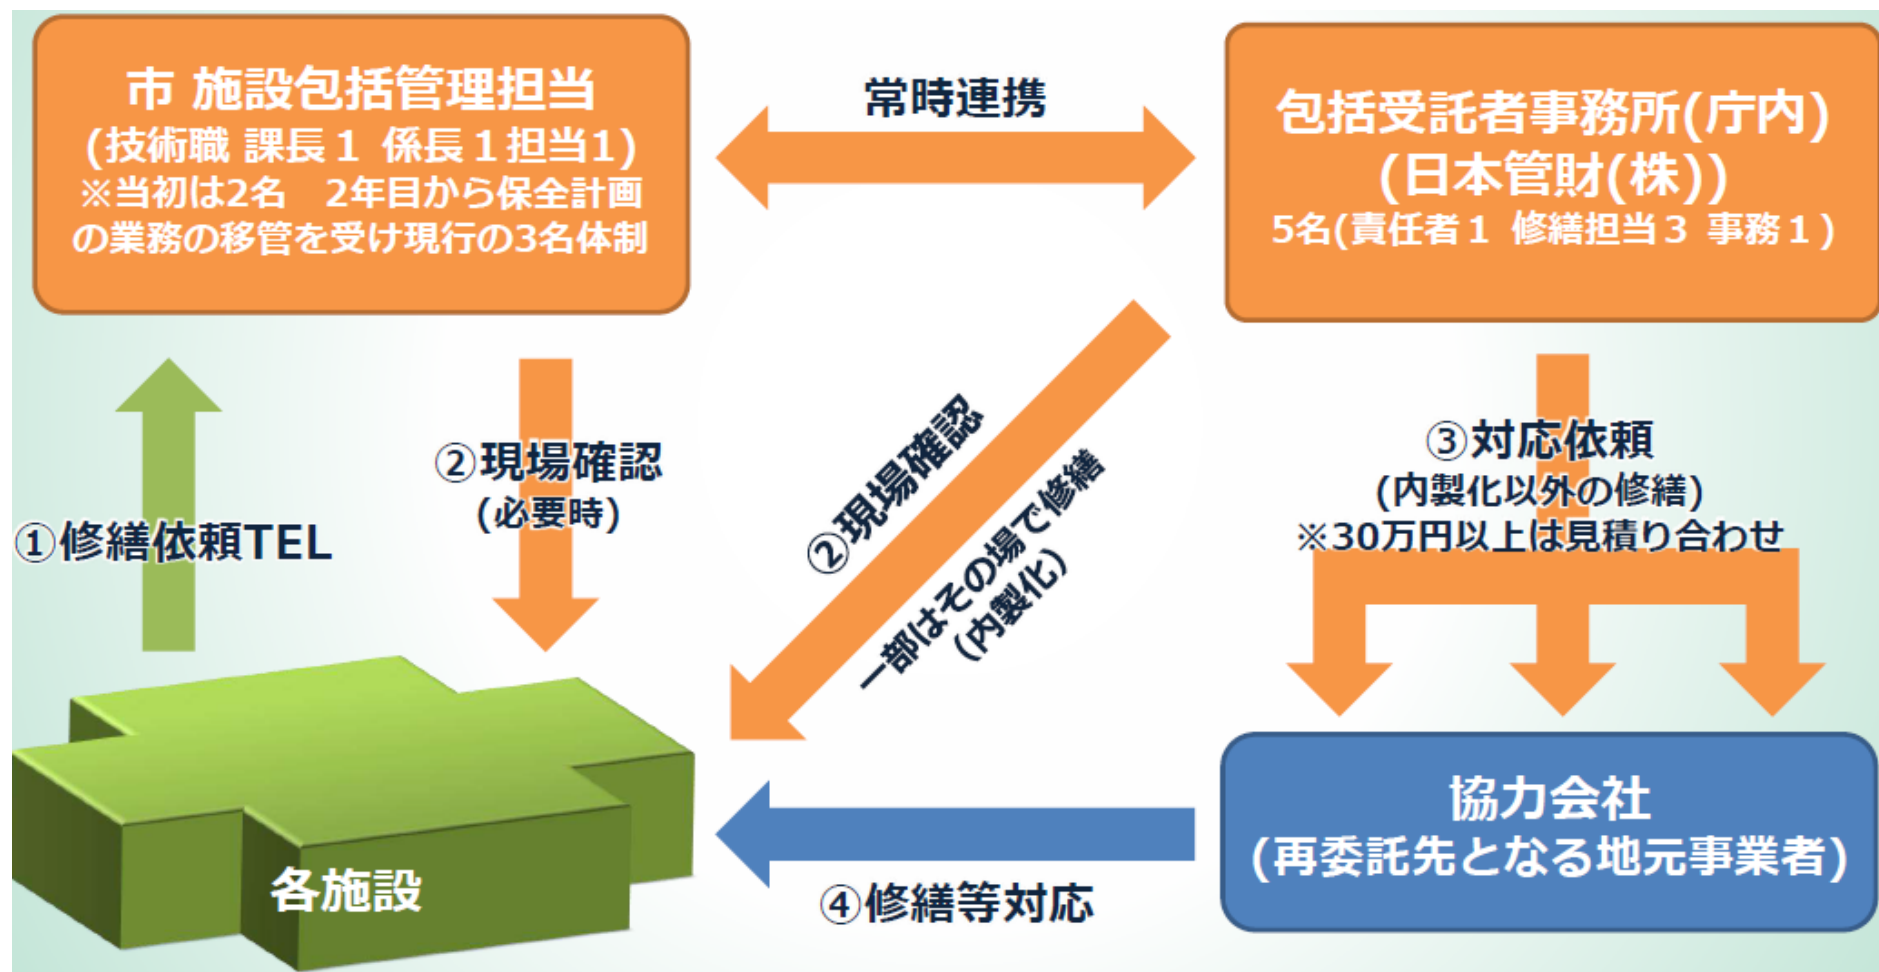 市 施設包括管理担当
(技術職 課長１ 係長１担当1)
※当初は2名　2年目から保全計画
の業務の移管を受け現行の3名体制
常時連携
包括受託者事務所(庁内)
(日本管財(株))
5名(責任者１ 修繕担当３ 事務１)
①修繕依頼TEL
②現場確認
(必要時)
②現場確認
一部はその場で修繕
(内製化)
③対応依頼
(内製化以外の修繕)
※30万円以上は見積り合わせ
各施設
④修繕等対応
協力会社
(再委託先となる地元事業者)